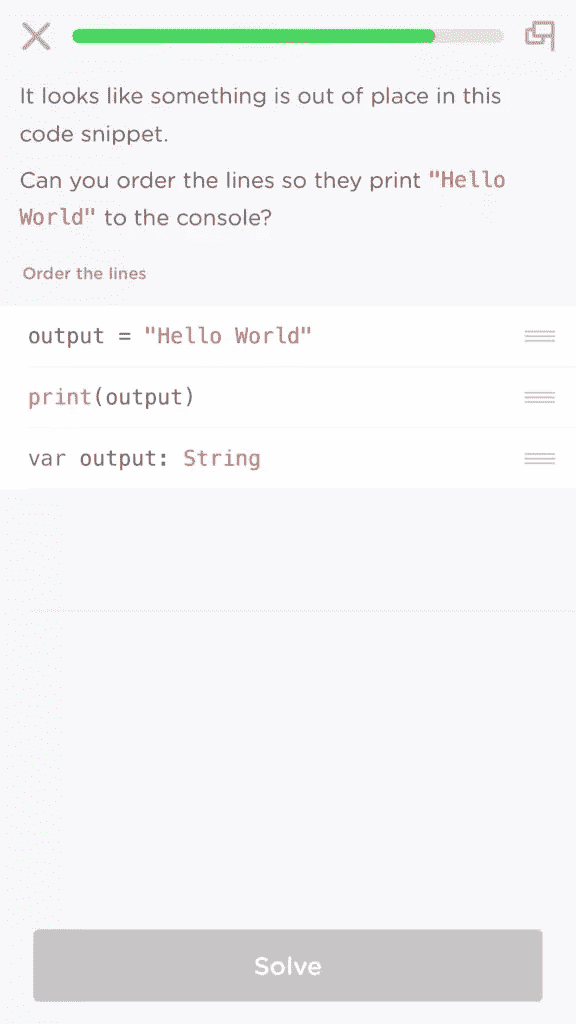 It looks like something is out of place in this
code snippet.
Can you order the lines so they print "Hello
World" to the console?
Order the lines
output = "Hello World"
print(output)
var output: String
Solve